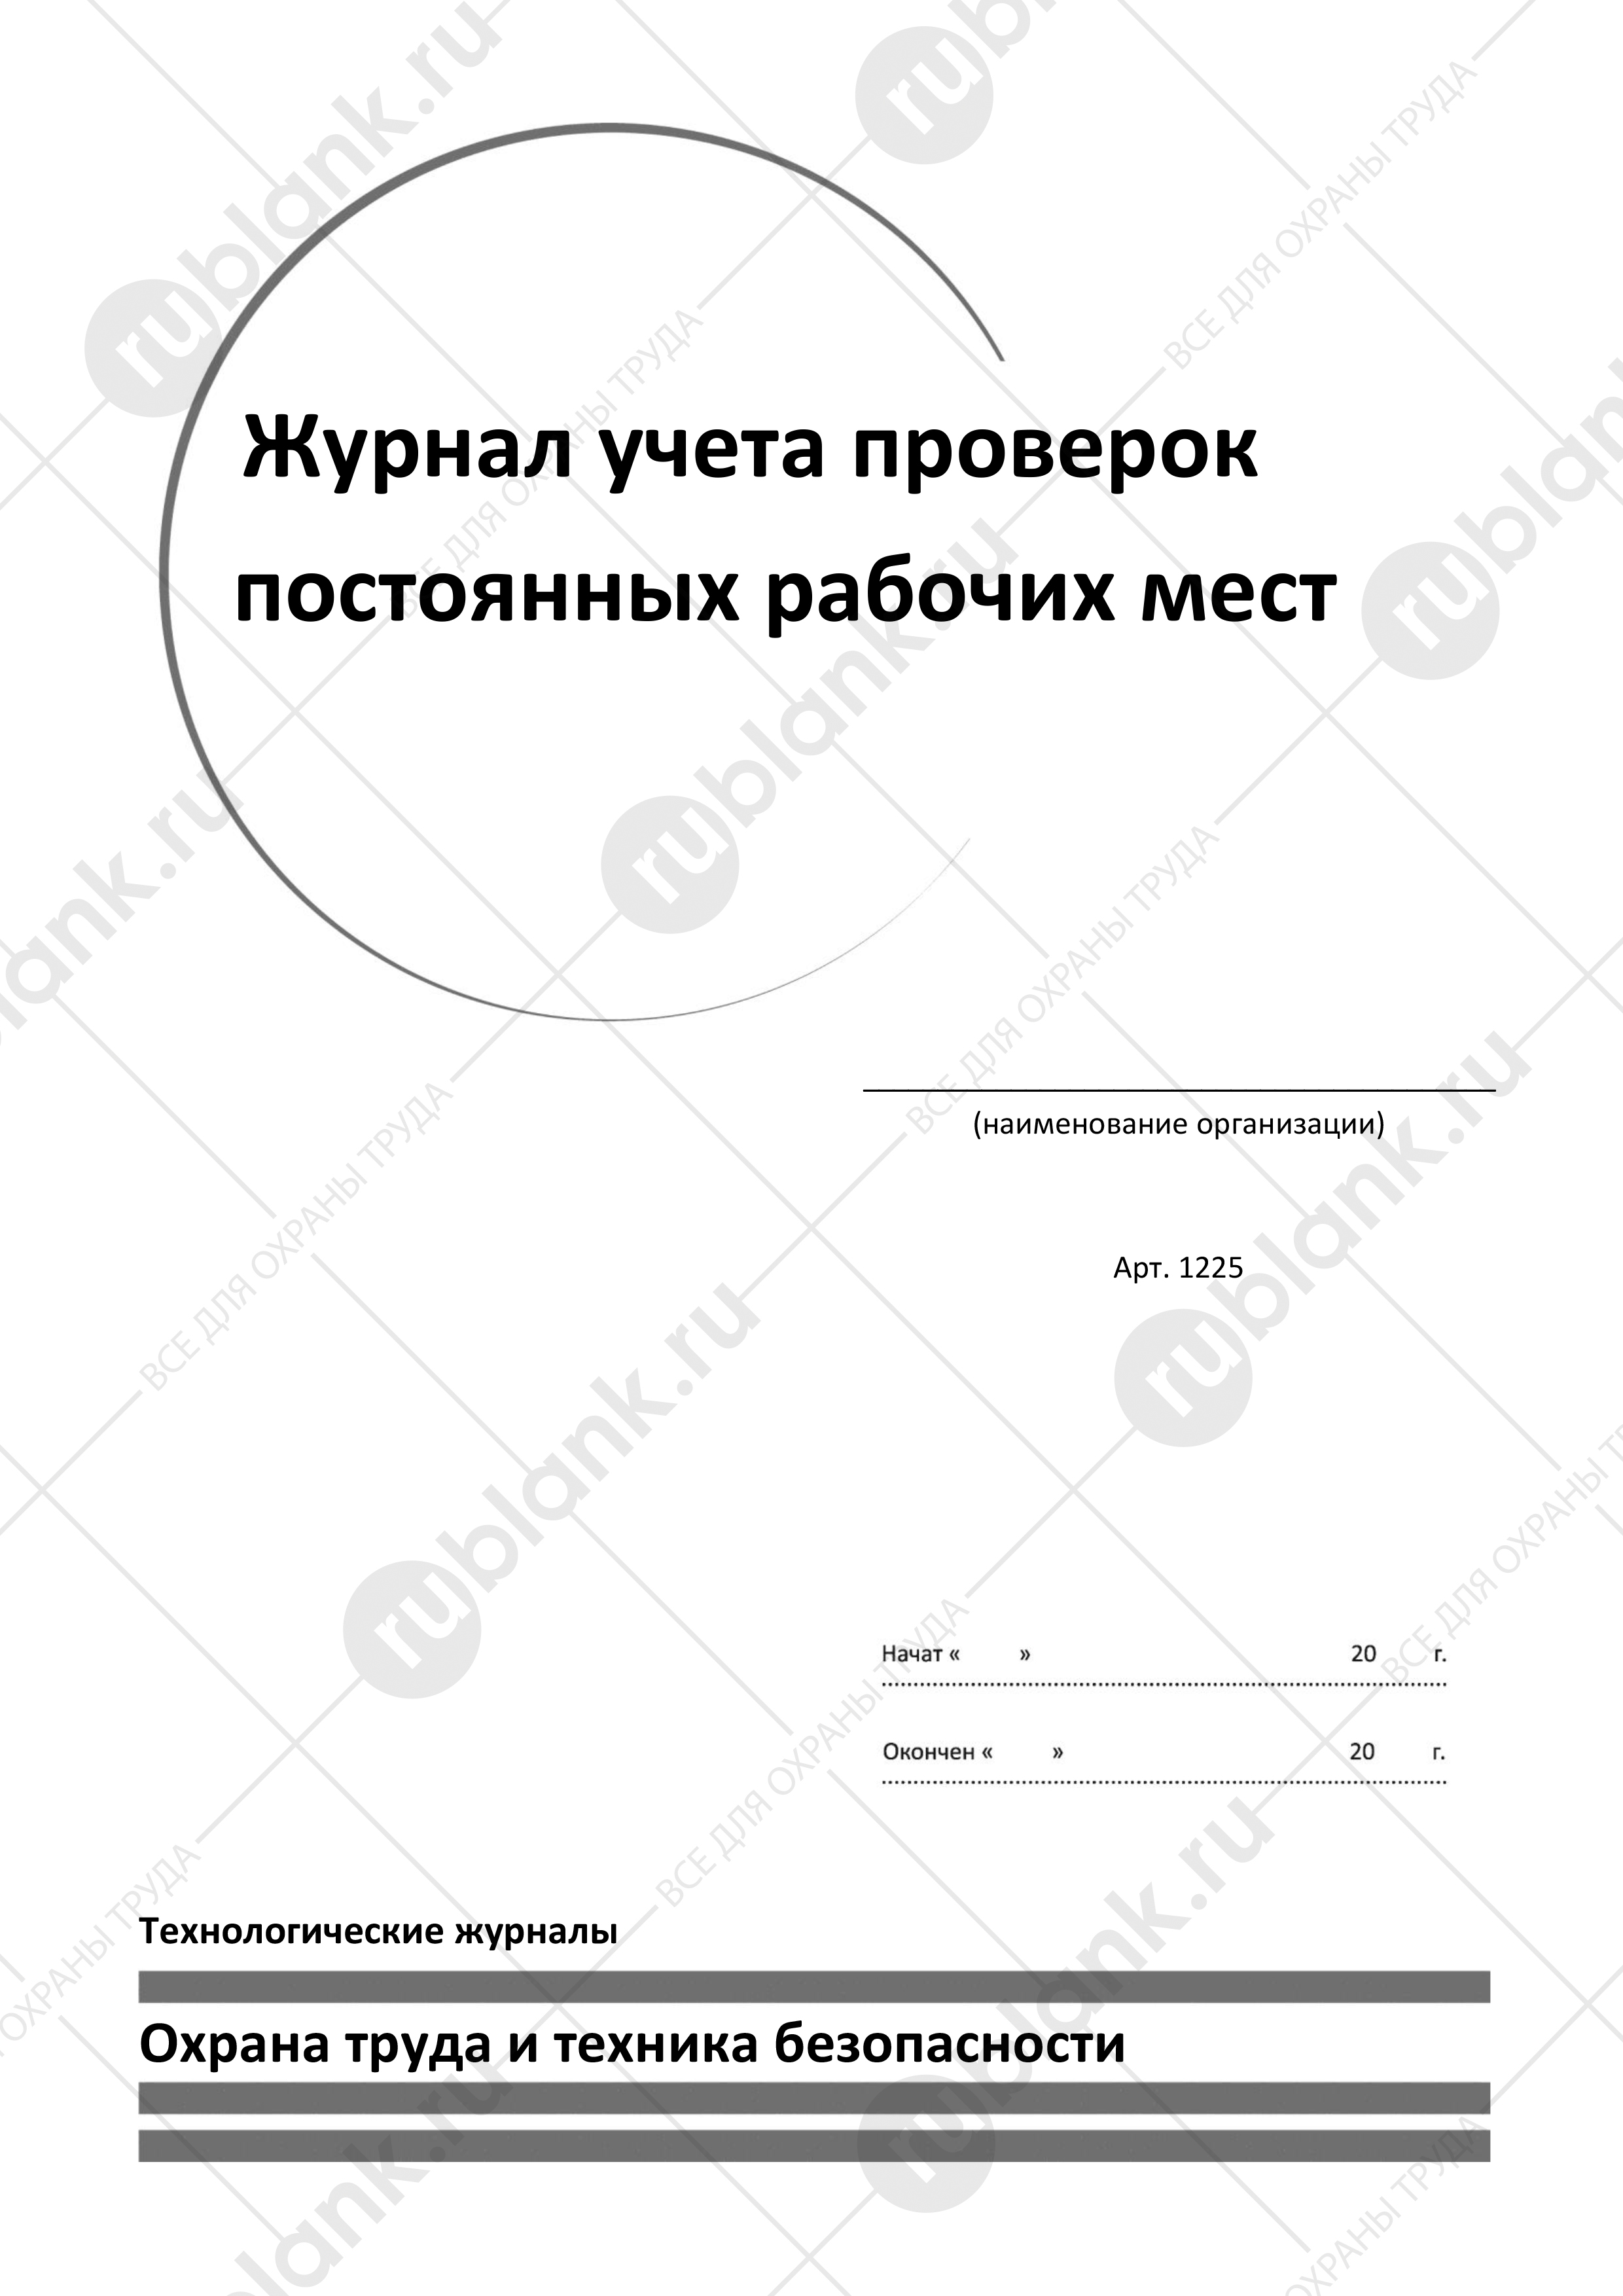 Журнал учета проверок
постоянных рабочих мест
(наименование организации)
Арт. 1225
Начат « » 20 г.
Окончен « » 20 г.
Технологические журналы
Охрана труда и техника безопасности
rublank.ru
ВСЕ ДЛЯ ОХРАНЫ ТРУДА